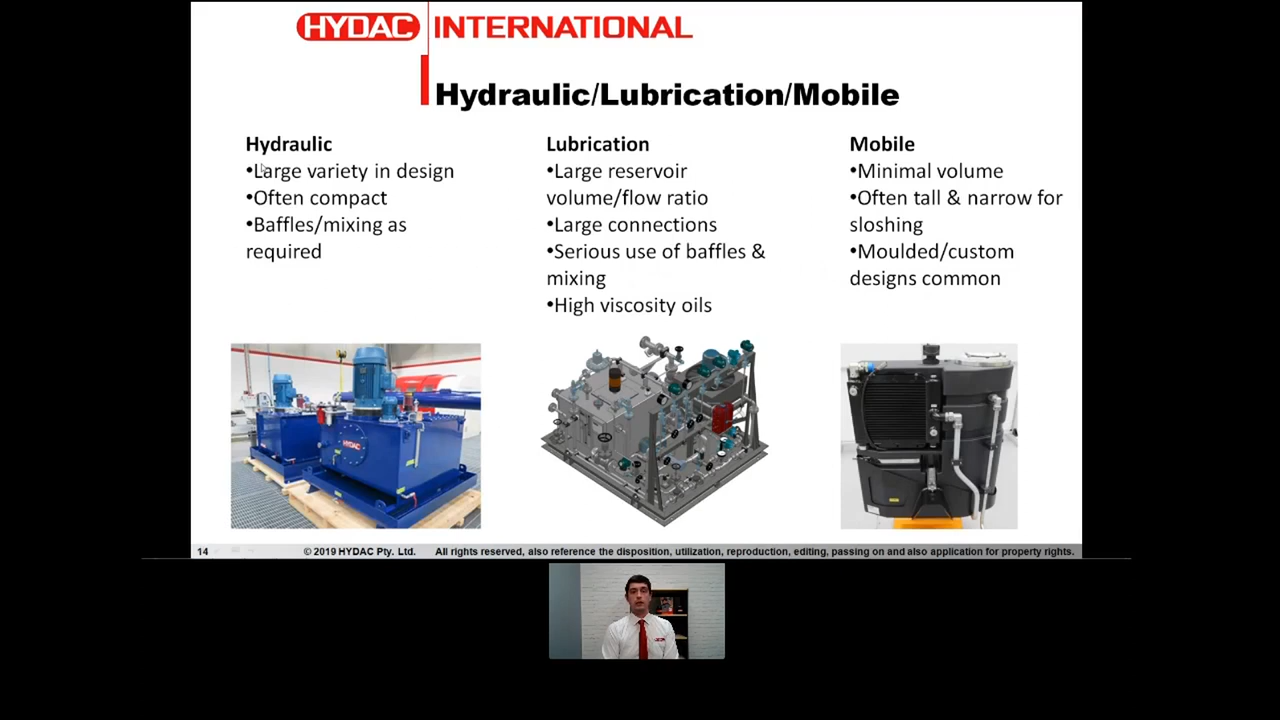 HYDAC INTERNATIONAL
Hydraulic/Lubrication/Mobile
Hydraulic
•Large variety in design
•Often compact
•Baffles/mixing as
required
Lubrication
•Large reservoir
volume/flow ratio
•Large connections
•Serious use of baffles &
mixing
•High viscosity oils
Mobile
•Minimal volume
•Often tall & narrow for
sloshing
•Moulded/custom
designs common
HYDAC
14
© 2019 HYDAC Pty. Ltd.
All rights reserved, also reference the disposition, utilization, reproduction, editing, passing on and also application for property rights.